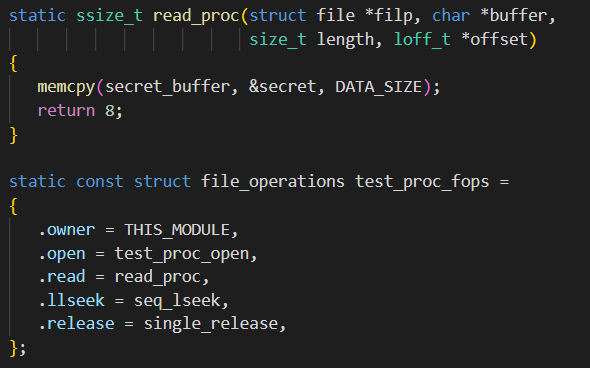 static ssize_t read_proc(struct file *filp, char *buffer,
                         size_t length, loff_t *offset)
{
    memcpy(secret_buffer, &secret, DATA_SIZE);
    return 8;
}

static const struct file_operations test_proc_fops =
{
    .owner = THIS_MODULE,
    .open = test_proc_open,
    .read = read_proc,
    .llseek = seq_lseek,
    .release = single_release,
};